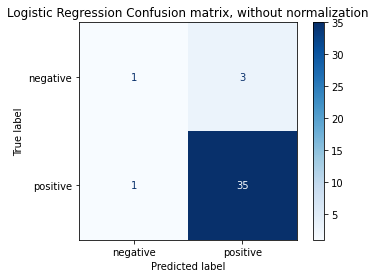 Logistic Regression Confusion matrix, without normalization
True label
negative
positive
1
3
1
35
negative
positive
Predicted label
35
30
25
20
15
10
5